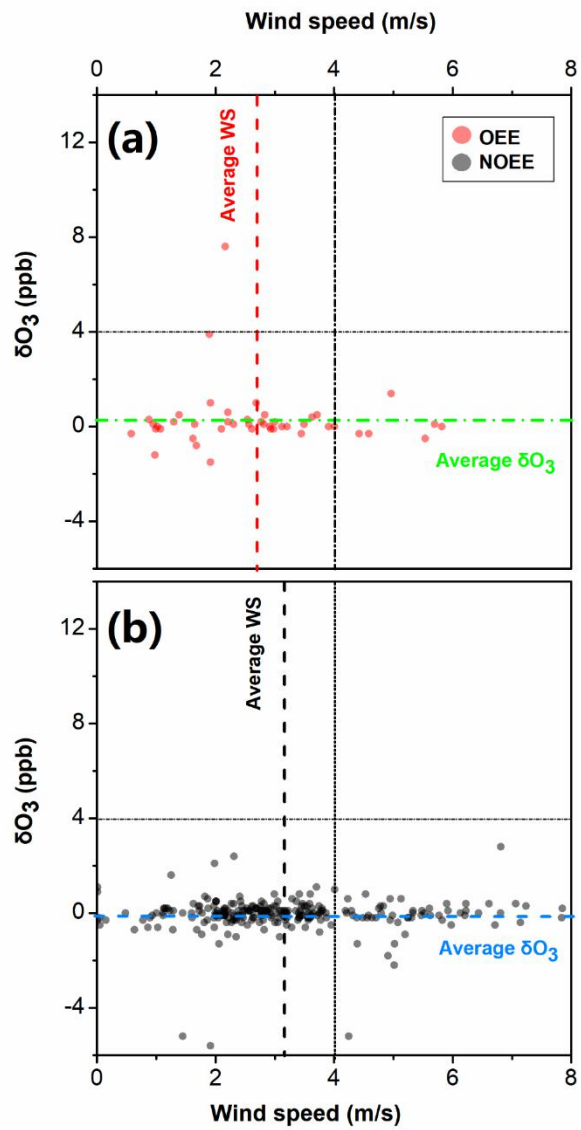 Wind speed (m/s)
0 2 4 6 8
(a)
Average WS
OEE
NOEE
12
8
4
0
-4
δO3 (ppb)
Average δO3
(b)
Average WS
12
8
4
0
-4
δO3 (ppb)
Average δO3
0 2 4 6 8
Wind speed (m/s)